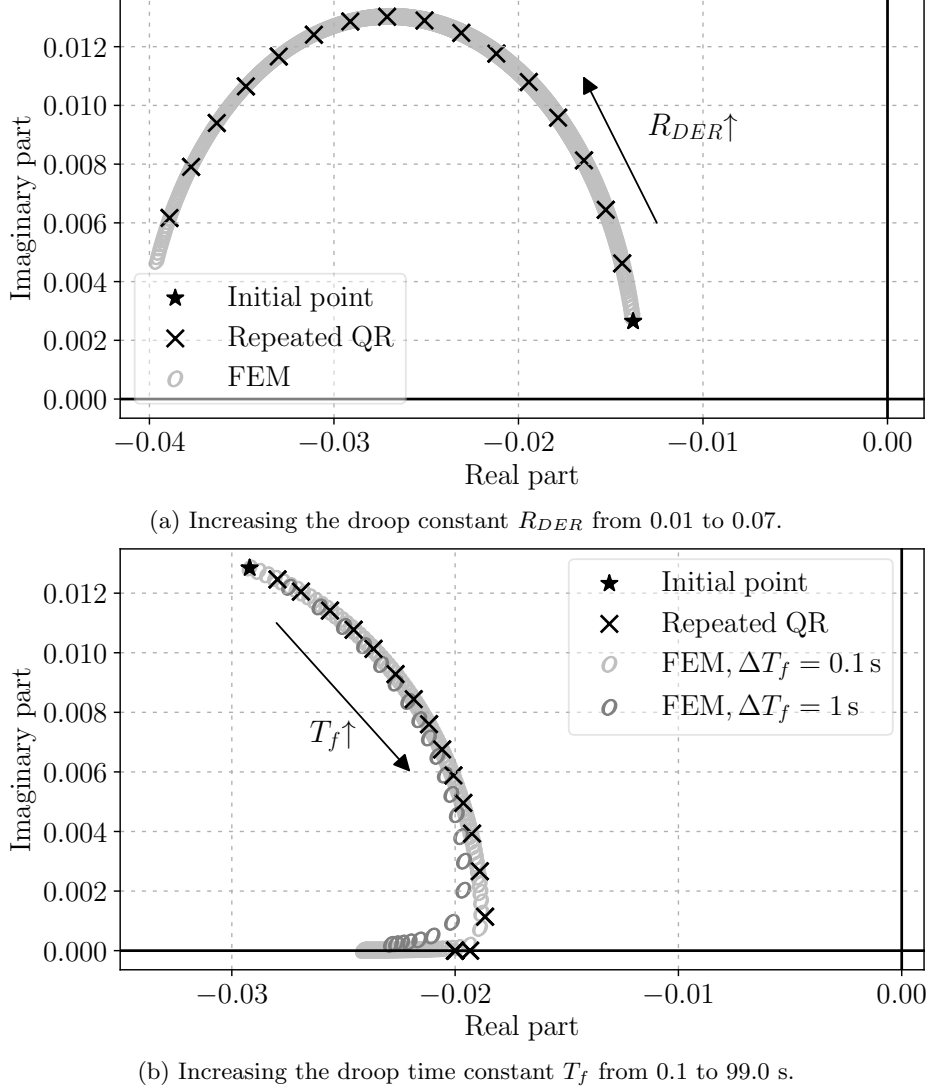 0.012
0.010
0.008
0.006
0.004
0.002
0.000
Imaginary part
R_{DER}↑
Initial point
Repeated QR
FEM
−0.04
−0.03
−0.02
−0.01
0.00
Real part
(a) Increasing the droop constant R_{DER} from 0.01 to 0.07.
0.012
0.010
0.008
0.006
0.004
0.002
0.000
Imaginary part
T_f↑
Initial point
Repeated QR
FEM, ΔT_f = 0.1 s
FEM, ΔT_f = 1 s
−0.03
−0.02
−0.01
0.00
Real part
(b) Increasing the droop time constant T_f from 0.1 to 99.0 s.